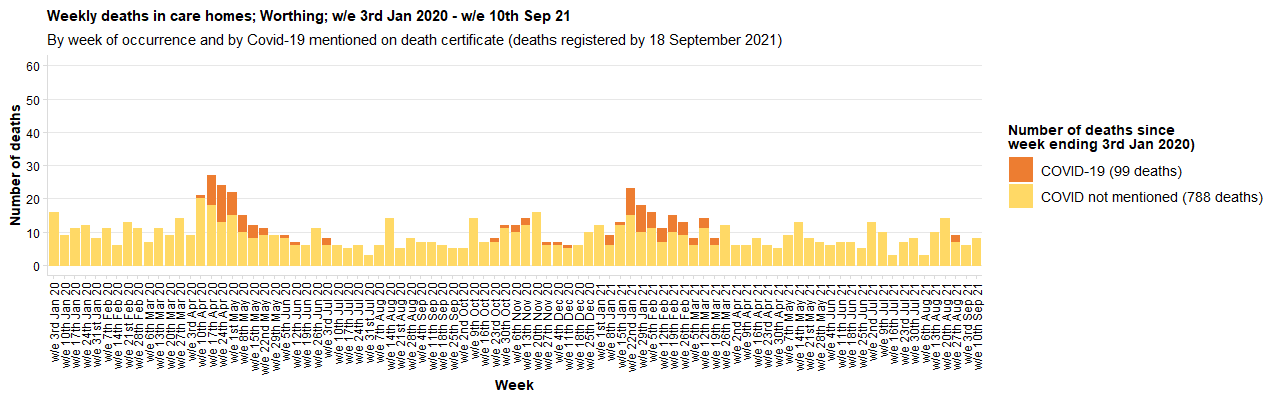 Weekly deaths in care homes; Worthing; w/e 3rd Jan 2020 - w/e 10th Sep 21
By week of occurrence and by Covid-19 mentioned on death certificate (deaths registered by 18 September 2021)
Number of deaths
60
50
40
30
20
10
0
w/e 3rd Jan 20
w/e 10th Jan 20
w/e 17th Jan 20
w/e 24th Jan 20
w/e 31st Jan 20
w/e 7th Feb 20
w/e 14th Feb 20
w/e 21st Feb 20
w/e 28th Feb 20
w/e 6th Mar 20
w/e 13th Mar 20
w/e 20th Mar 20
w/e 27th Mar 20
w/e 3rd Apr 20
w/e 10th Apr 20
w/e 17th Apr 20
w/e 24th Apr 20
w/e 1st May 20
w/e 8th May 20
w/e 15th May 20
w/e 22nd May 20
w/e 29th May 20
w/e 5th Jun 20
w/e 12th Jun 20
w/e 19th Jun 20
w/e 26th Jun 20
w/e 3rd Jul 20
w/e 10th Jul 20
w/e 17th Jul 20
w/e 24th Jul 20
w/e 31st Jul 20
w/e 7th Aug 20
w/e 14th Aug 20
w/e 21st Aug 20
w/e 28th Aug 20
w/e 4th Sep 20
w/e 11th Sep 20
w/e 18th Sep 20
w/e 25th Sep 20
w/e 2nd Oct 20
w/e 9th Oct 20
w/e 16th Oct 20
w/e 23rd Oct 20
w/e 30th Oct 20
w/e 6th Nov 20
w/e 13th Nov 20
w/e 20th Nov 20
w/e 27th Nov 20
w/e 4th Dec 20
w/e 11th Dec 20
w/e 18th Dec 20
w/e 25th Dec 20
w/e 1st Jan 21
w/e 8th Jan 21
w/e 15th Jan 21
w/e 22nd Jan 21
w/e 29th Jan 21
w/e 5th Feb 21
w/e 12th Feb 21
w/e 19th Feb 21
w/e 26th Feb 21
w/e 5th Mar 21
w/e 12th Mar 21
w/e 19th Mar 21
w/e 26th Mar 21
w/e 2nd Apr 21
w/e 9th Apr 21
w/e 16th Apr 21
w/e 23rd Apr 21
w/e 30th Apr 21
w/e 7th May 21
w/e 14th May 21
w/e 21st May 21
w/e 28th May 21
w/e 4th Jun 21
w/e 11th Jun 21
w/e 18th Jun 21
w/e 25th Jun 21
w/e 2nd Jul 21
w/e 9th Jul 21
w/e 16th Jul 21
w/e 23rd Jul 21
w/e 30th Jul 21
w/e 6th Aug 21
w/e 13th Aug 21
w/e 20th Aug 21
w/e 27th Aug 21
w/e 3rd Sep 21
w/e 10th Sep 21
Week
Number of deaths since
week ending 3rd Jan 2020)
COVID-19 (99 deaths)
COVID not mentioned (788 deaths)